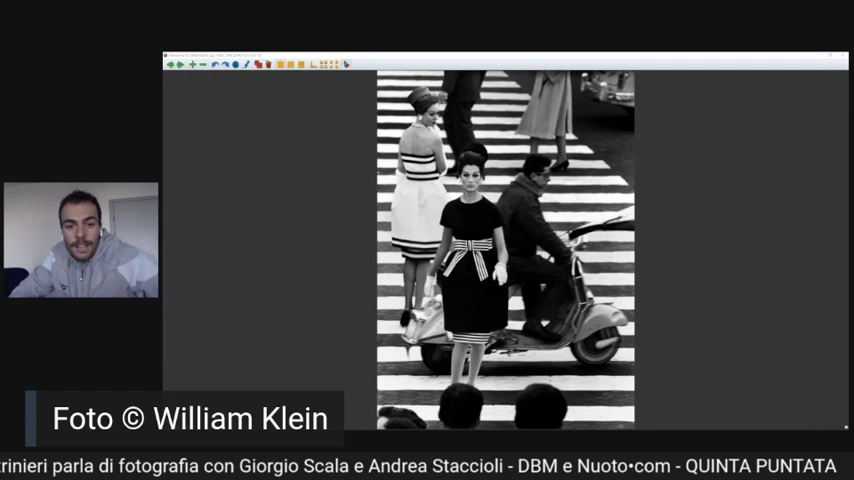 Foto © William Klein
rinieri parla di fotografia con Giorgio Scala e Andrea Staccioli - DBM e Nuoto•com - QUINTA PUNTATA